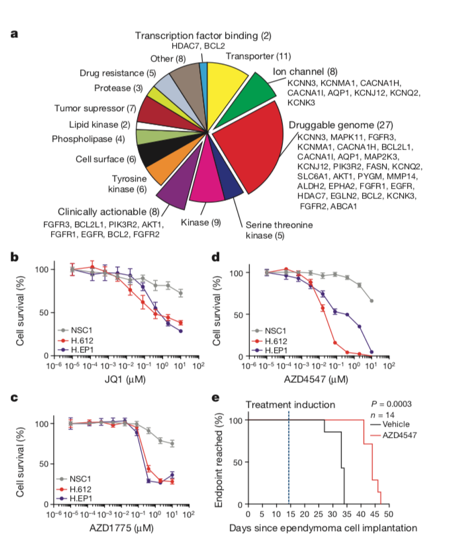 a
Transcription factor binding (2)
HDAC7, BCL2
Other (8)
Transporter (11)
Drug resistance (5)
Ion channel (8)
KCNN3, KCNMA1, CACNA1H,
CACNA1I, AQP1, KCNJ12, KCNQ2,
KCNK3
Protease (3)
Tumor supressor (7)
Lipid kinase (2)
Phospholipase (4)
Cell surface (6)
Tyrosine
kinase (6)
Druggable genome (27)
KCNN3, MAPK11, FGFR3,
KCNMA1, CACNA1H, BCL2L1,
CACNA1I, AQP1, MAP2K3,
KCNJ12, PIK3R2, FASN, KCNQ2,
SLC6A1, AKT1, PYGM, MMP14,
ALDH2, EPHA2, FGFR1, EGFR,
HDAC7, EGLN2, BCL2, KCNK3,
FGFR2, ABCA1
Clinically actionable (8)
FGFR3, BCL2L1, PIK3R2, AKT1,
FGFR1, EGFR, BCL2, FGFR2
Kinase (9)
Serine threonine
kinase (5)
b
Cell survival (%)
100
50
0
NSC1
H.612
H.EP1
10⁻⁶ 10⁻⁵ 10⁻⁴ 10⁻³ 10⁻² 10⁻¹ 10⁰ 10¹ 10²
JQ1 (μM)
d
Cell survival (%)
100
50
0
NSC1
H.612
H.EP1
10⁻⁶ 10⁻⁵ 10⁻⁴ 10⁻³ 10⁻² 10⁻¹ 10⁰ 10¹ 10²
AZD4547 (μM)
c
Cell survival (%)
100
50
0
NSC1
H.612
H.EP1
10⁻⁶ 10⁻⁵ 10⁻⁴ 10⁻³ 10⁻² 10⁻¹ 10⁰ 10¹ 10²
AZD1775 (μM)
e
Treatment induction
P = 0.0003
n = 14
Vehicle
AZD4547
Endpoint reached (%)
100
50
0
0 5 10 15 20 25 30 35 40 45 50
Days since ependymoma cell implantation